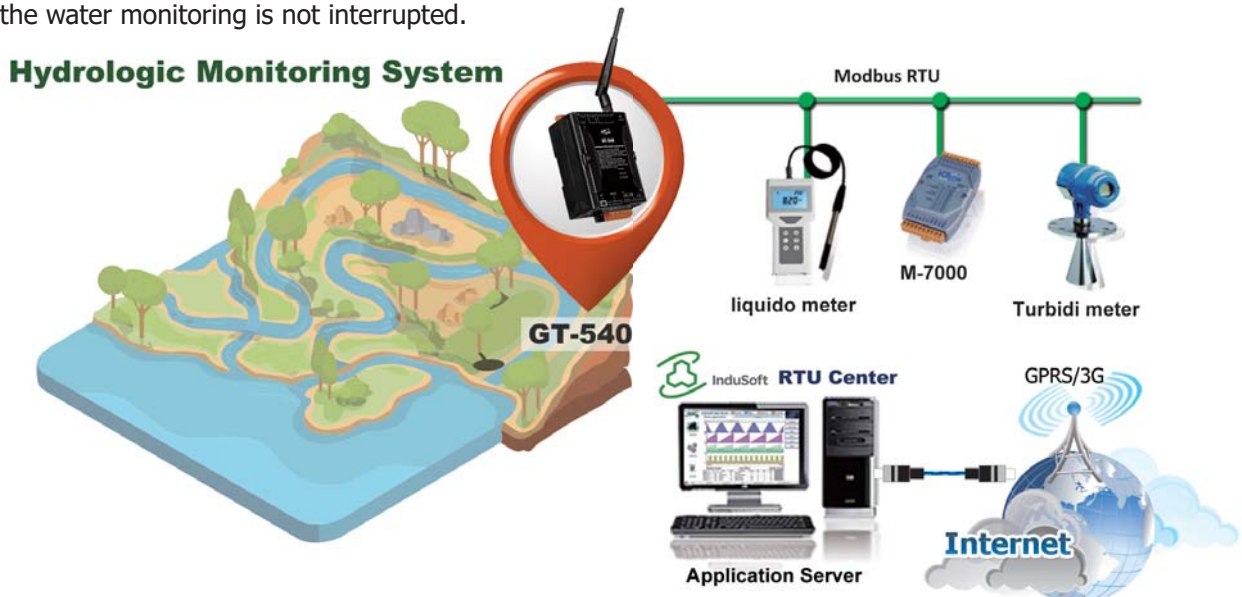 the water monitoring is not interrupted.
Hydrologic Monitoring System
Modbus RTU
liquido meter
M-7000
Turbidi meter
GT-540
InduSoft RTU Center
GPRS/3G
Internet
Application Server